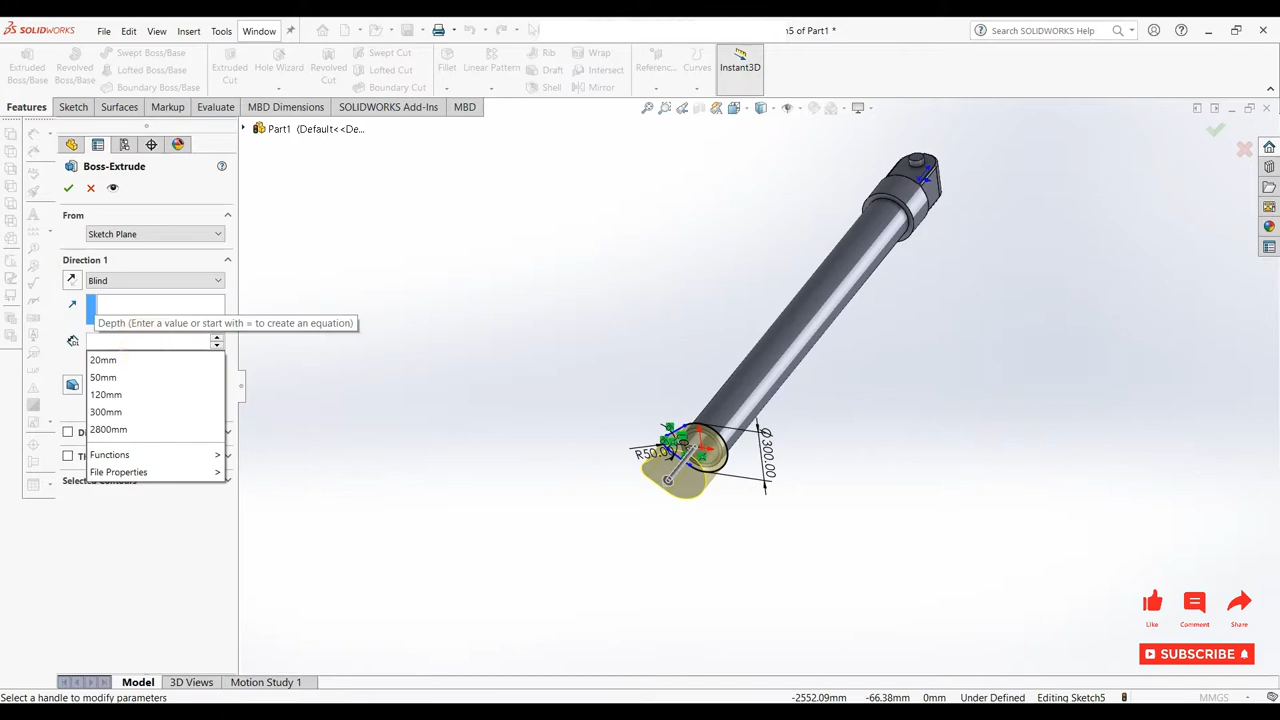 SOLIDWORKS File Edit View Insert Tools Window n5 of Part1 * Search SOLIDWORKS Help
Extruded Boss/Base
Revolved Boss/Base
Swept Boss/Base
Lofted Boss/Base
Boundary Boss/Base
Extruded Cut
Hole Wizard
Revolved Cut
Swept Cut
Lofted Cut
Boundary Cut
Fillet
Linear Pattern
Rib
Draft
Shell
Wrap
Intersect
Mirror
Referenc...
Curves
Instant3D
Features Sketch Surfaces Markup Evaluate MBD Dimensions SOLIDWORKS Add-Ins MBD
Part1 (Default<<De...
Boss-Extrude
From
Sketch Plane
Direction 1
Blind
Depth (Enter a value or start with = to create an equation)
20mm
50mm
120mm
300mm
2800mm
Functions
File Properties
Selected Contours
R50.00
Ø300.00
Like Comment Share
SUBSCRIBE
Model 3D Views Motion Study 1
Select a handle to modify parameters -2552.09mm -66.38mm 0mm Under Defined Editing Sketch5 MMGS